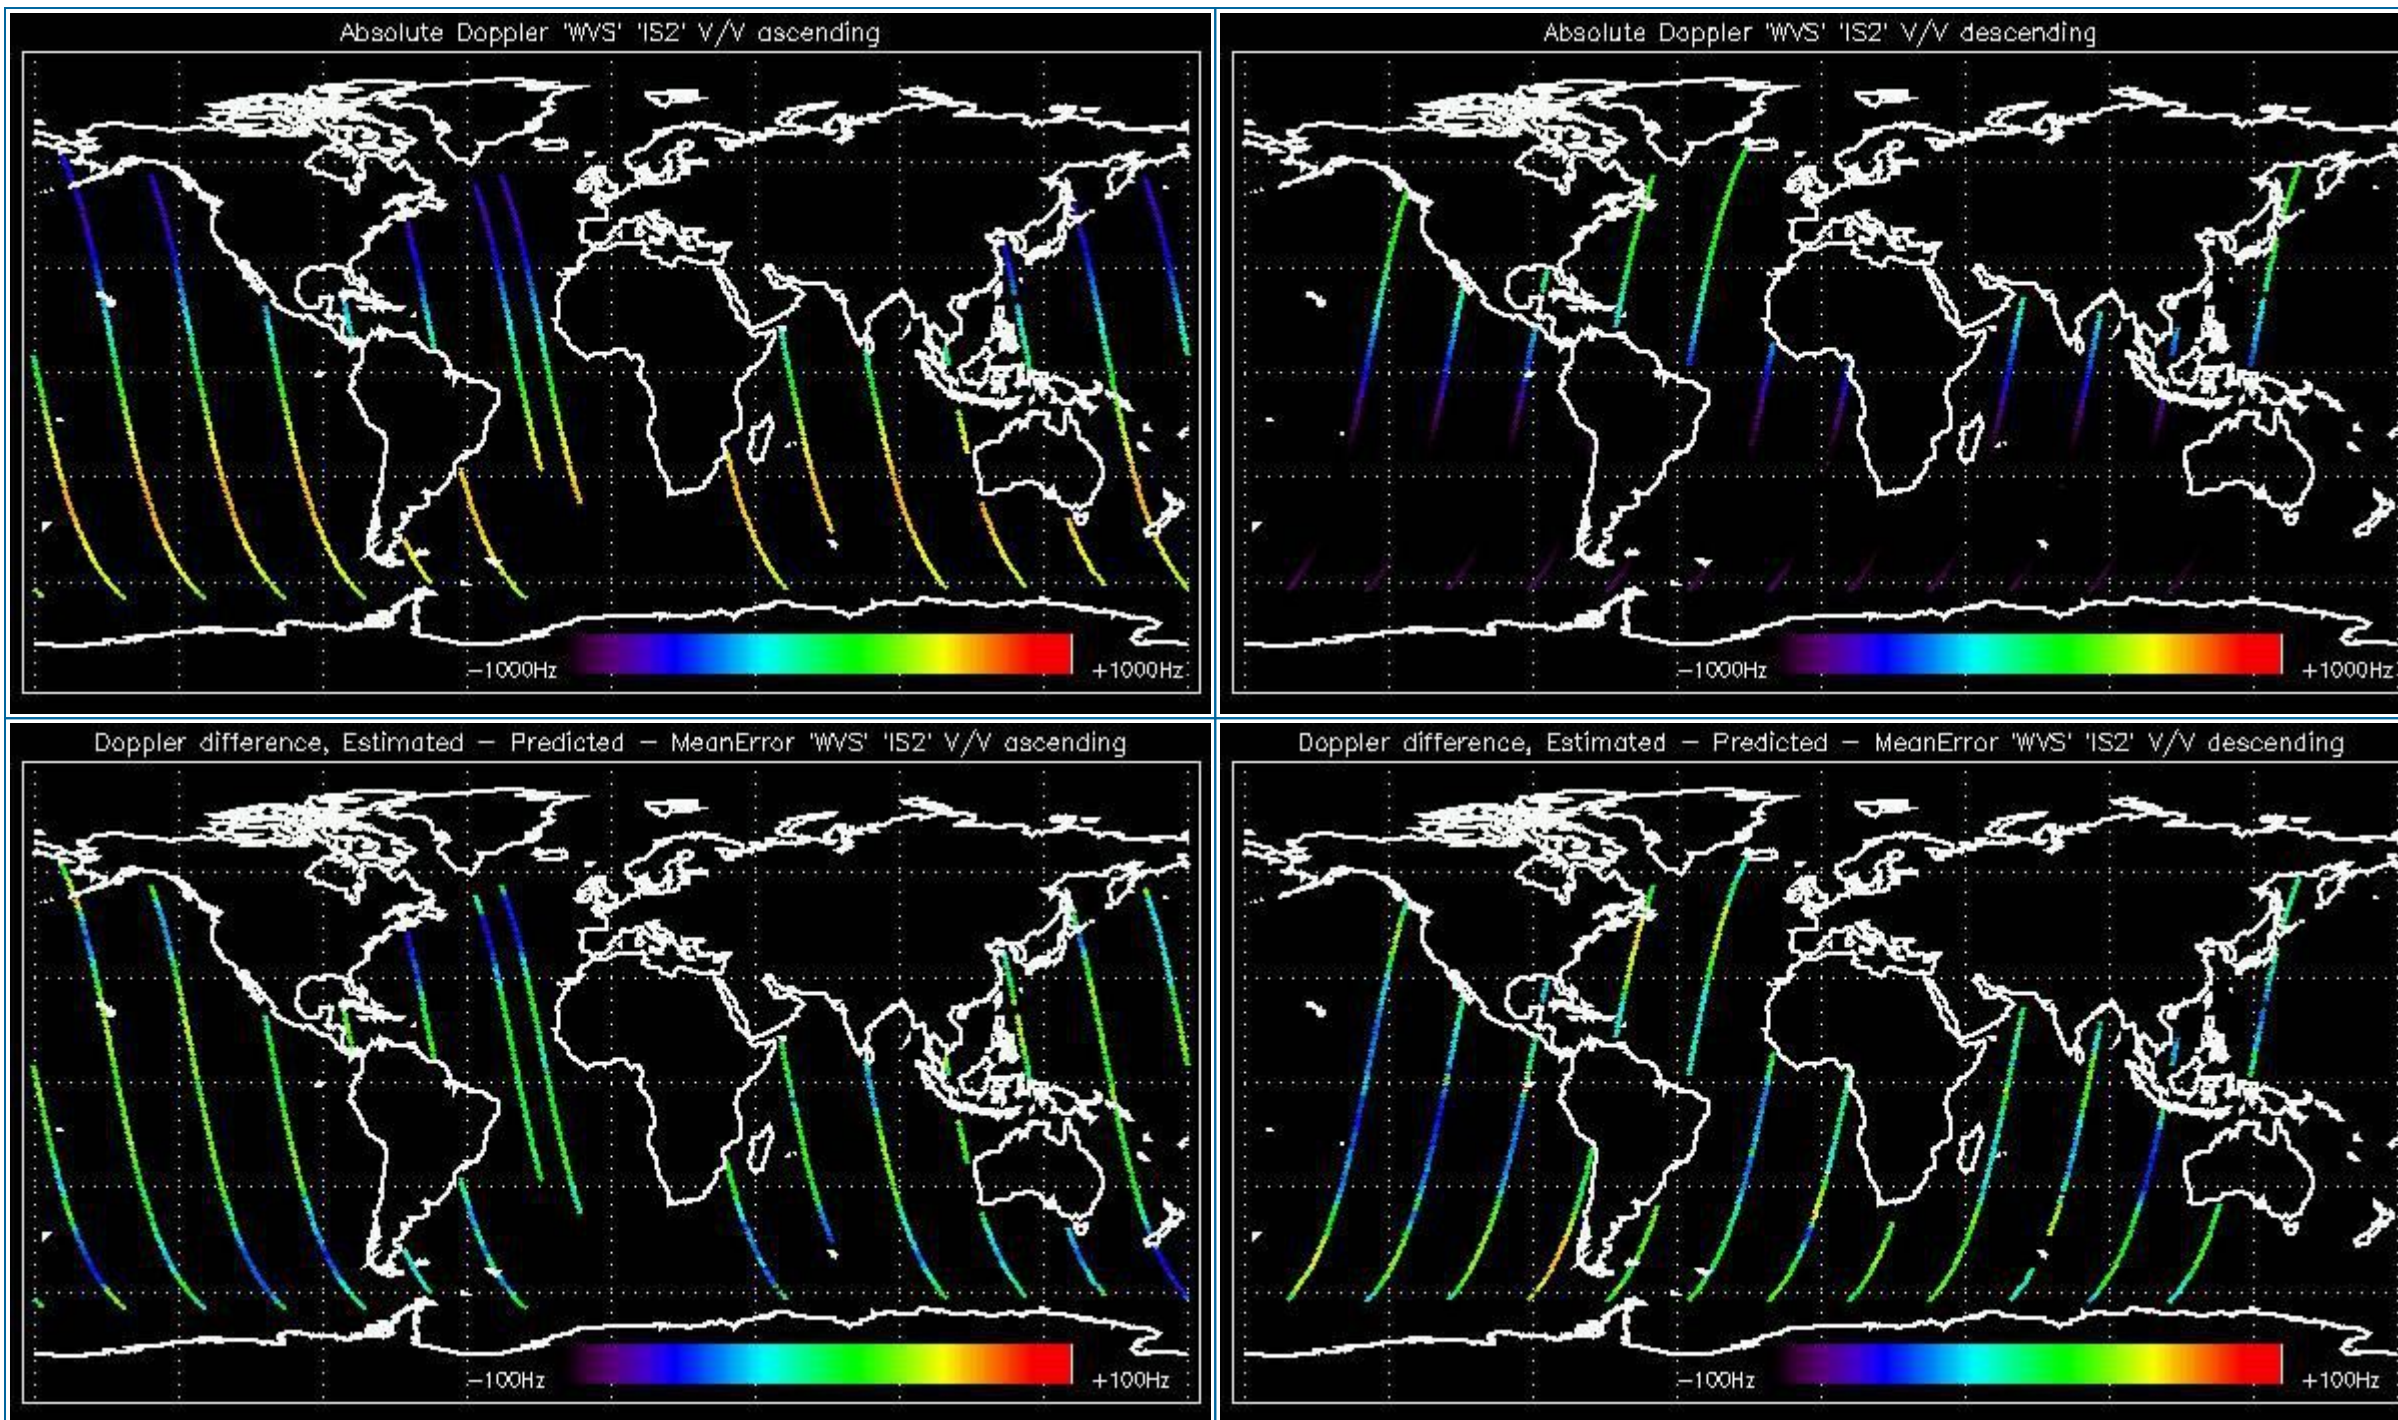 Absolute Doppler 'WVS' 'IS2' V/V ascending
-1000Hz
+1000Hz
Absolute Doppler 'WVS' 'IS2' V/V descending
-1000Hz
+1000Hz
Doppler difference, Estimated - Predicted - MeanError 'WVS' 'IS2' V/V ascending
-100Hz
+100Hz
Doppler difference, Estimated - Predicted - MeanError 'WVS' 'IS2' V/V descending
-100Hz
+100Hz